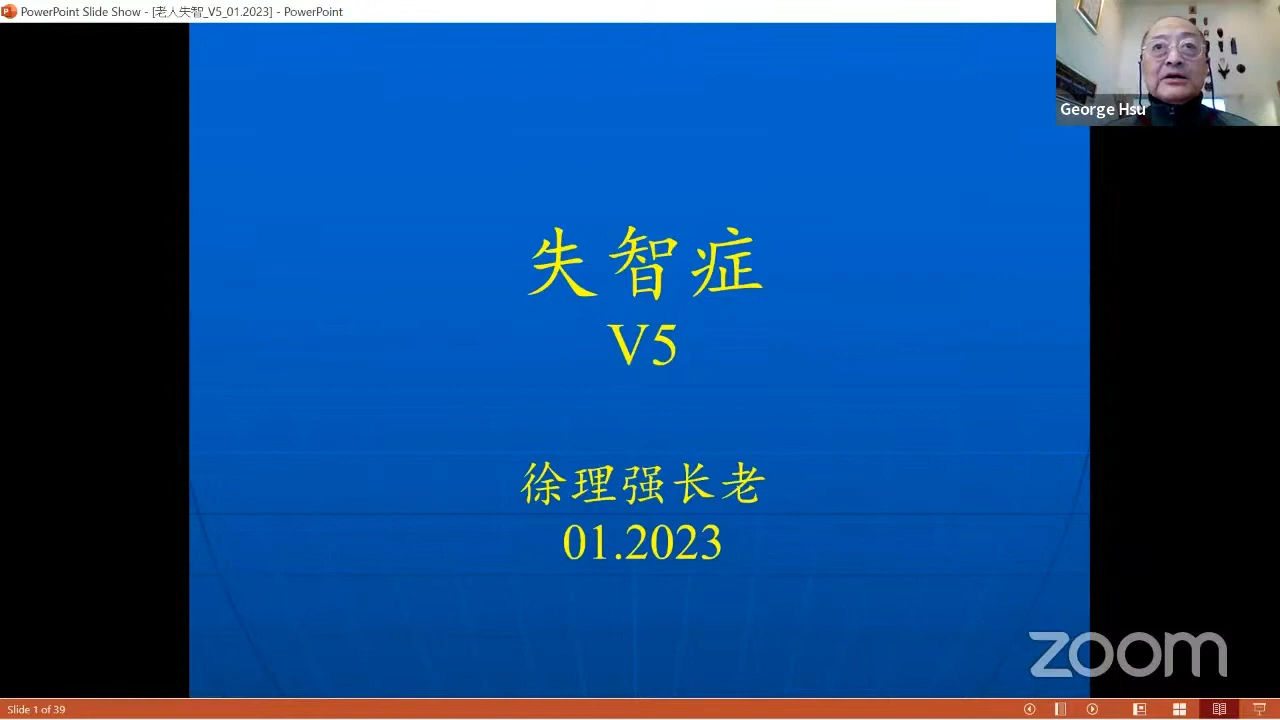 PowerPoint Slide Show - [老人失智_V5_01.2023] - PowerPoint
George Hsu
失智症
V5
徐理强长老
01.2023
zoom
Slide 1 of 39